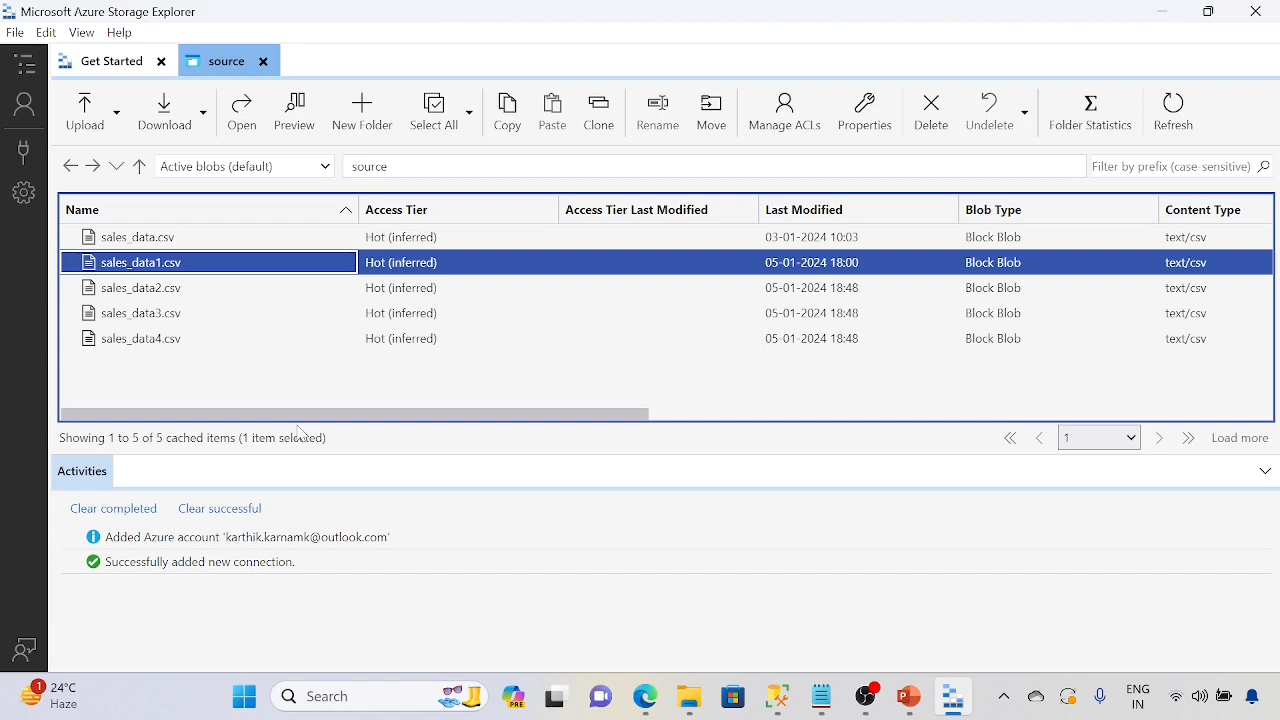 Microsoft Azure Storage Explorer
File Edit View Help
Get Started source
Upload Download Open Preview New Folder Select All Copy Paste Clone Rename Move Manage ACLs Properties Delete Undelete Folder Statistics Refresh
Active blobs (default) source Filter by prefix (case-sensitive)
Name Access Tier Access Tier Last Modified Last Modified Blob Type Content Type
sales_data.csv Hot (inferred) 03-01-2024 10:03 Block Blob text/csv
sales_data1.csv Hot (inferred) 05-01-2024 18:00 Block Blob text/csv
sales_data2.csv Hot (inferred) 05-01-2024 18:48 Block Blob text/csv
sales_data3.csv Hot (inferred) 05-01-2024 18:48 Block Blob text/csv
sales_data4.csv Hot (inferred) 05-01-2024 18:48 Block Blob text/csv
Showing 1 to 5 of 5 cached items (1 item selected) 1 Load more
Activities
Clear completed Clear successful
Added Azure account 'karthik.karnamk@outlook.com'
Successfully added new connection.
1 24°C Search PRE ENG
Haze IN